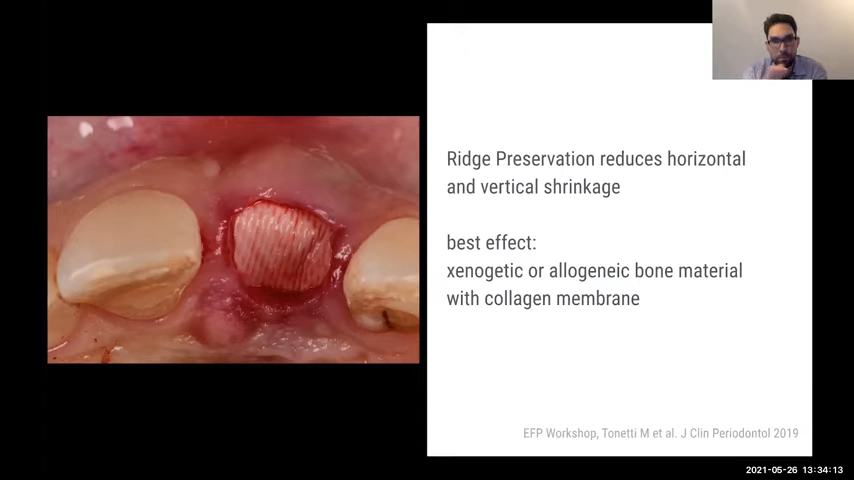 Ridge Preservation reduces horizontal
and vertical shrinkage
best effect:
xenogetic or allogeneic bone material
with collagen membrane
EFP Workshop, Tonetti M et al. J Clin Periodontol 2019
2021-05-26 13:34:13